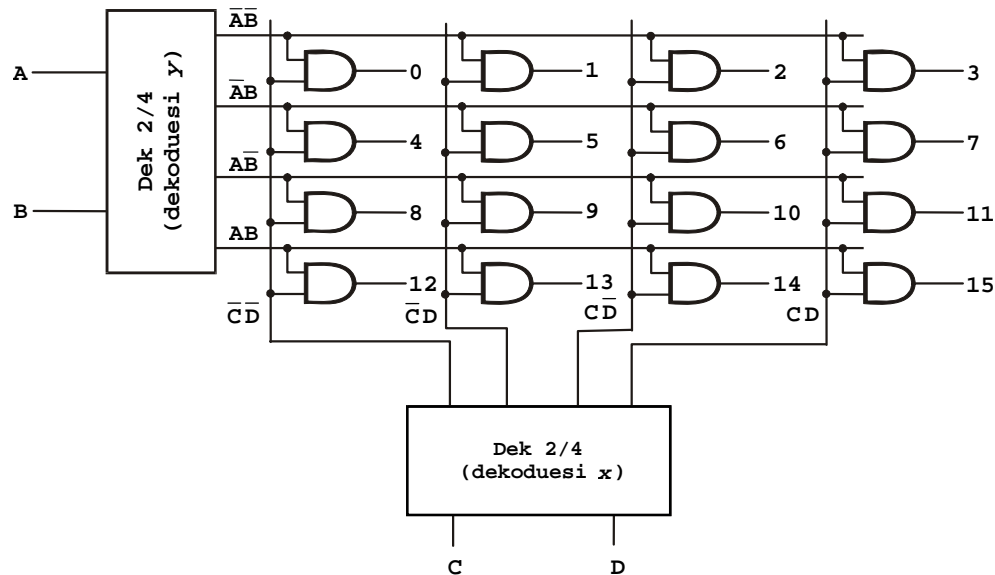 A̅B̅
A
0
1
2
3
A̅B
Dek 2/4
(dekoduesi Y)
4
5
6
7
AB̅
B
8
9
10
11
AB
12
13
14
15
C̅D̅
C̅D
CD̅
CD
Dek 2/4
(dekoduesi x)
C
D